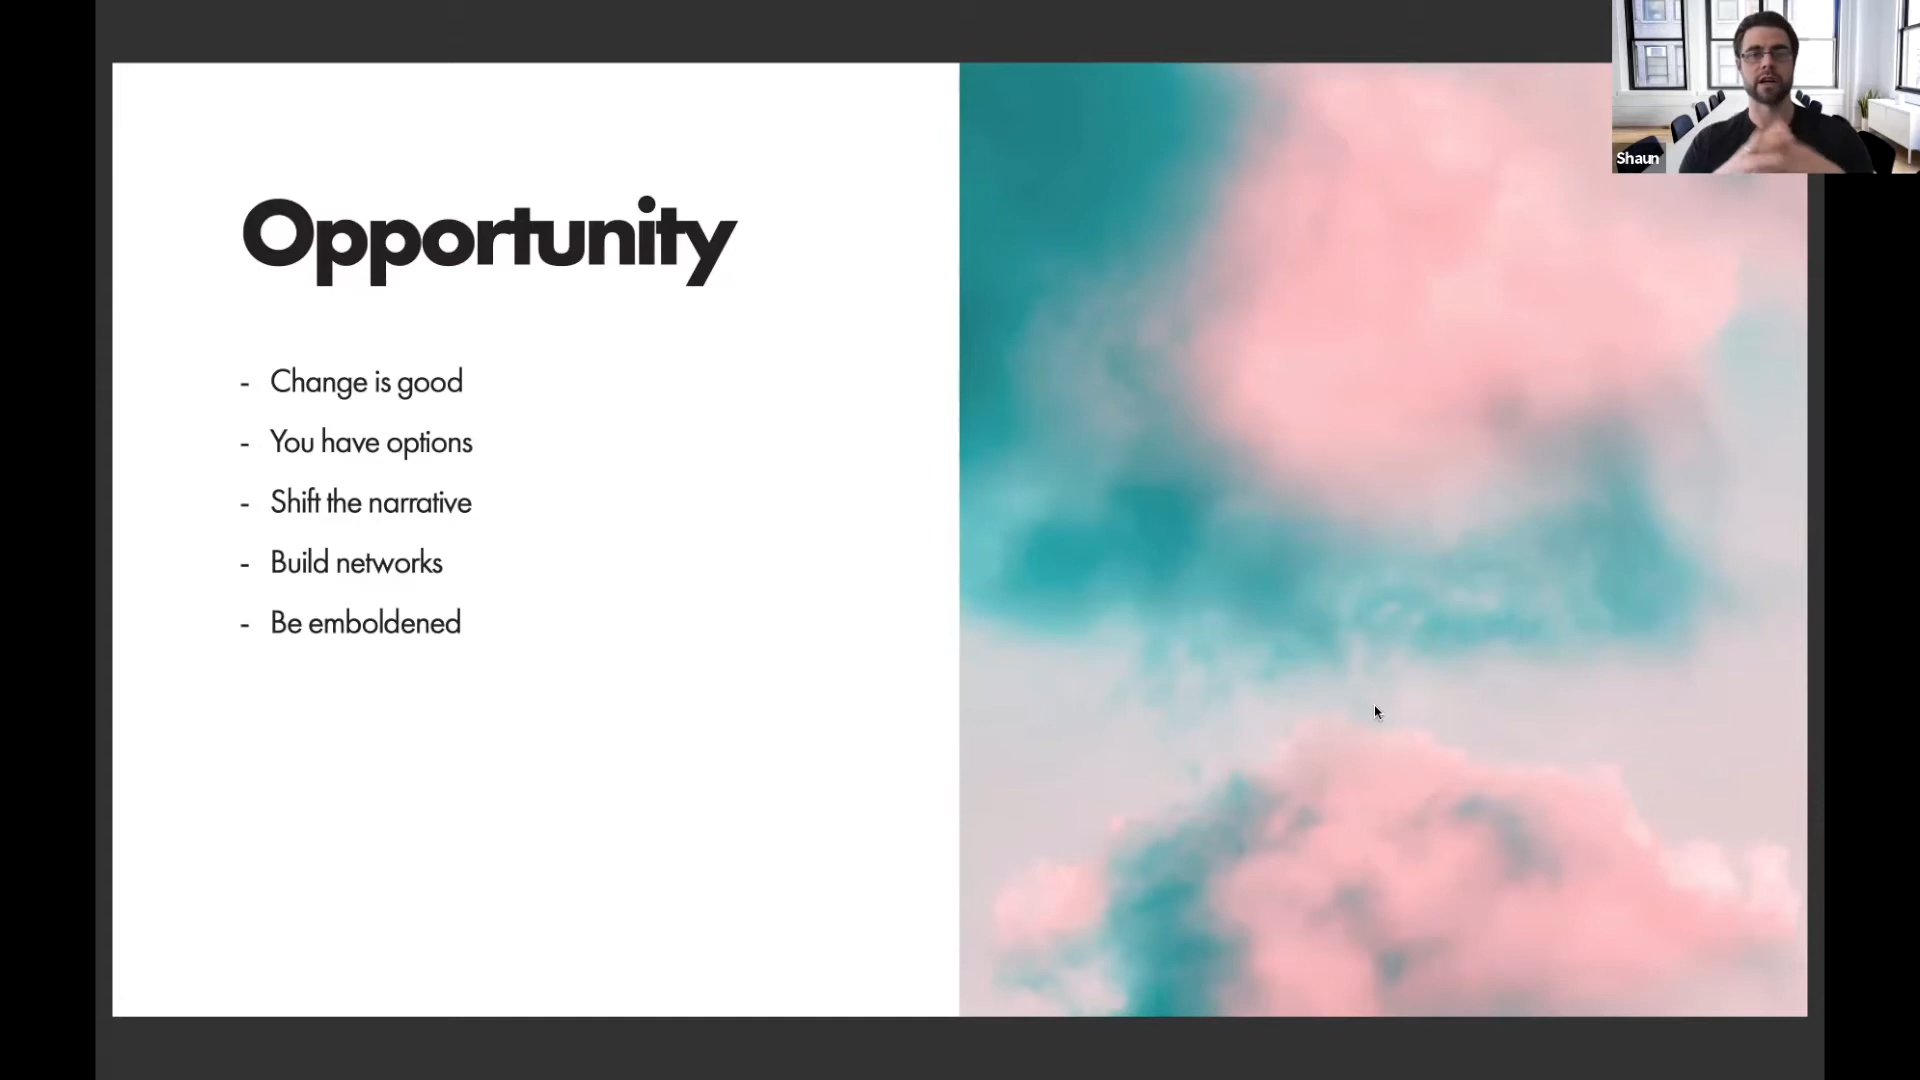 Opportunity
- Change is good
- You have options
- Shift the narrative
- Build networks
- Be emboldened
Shaun